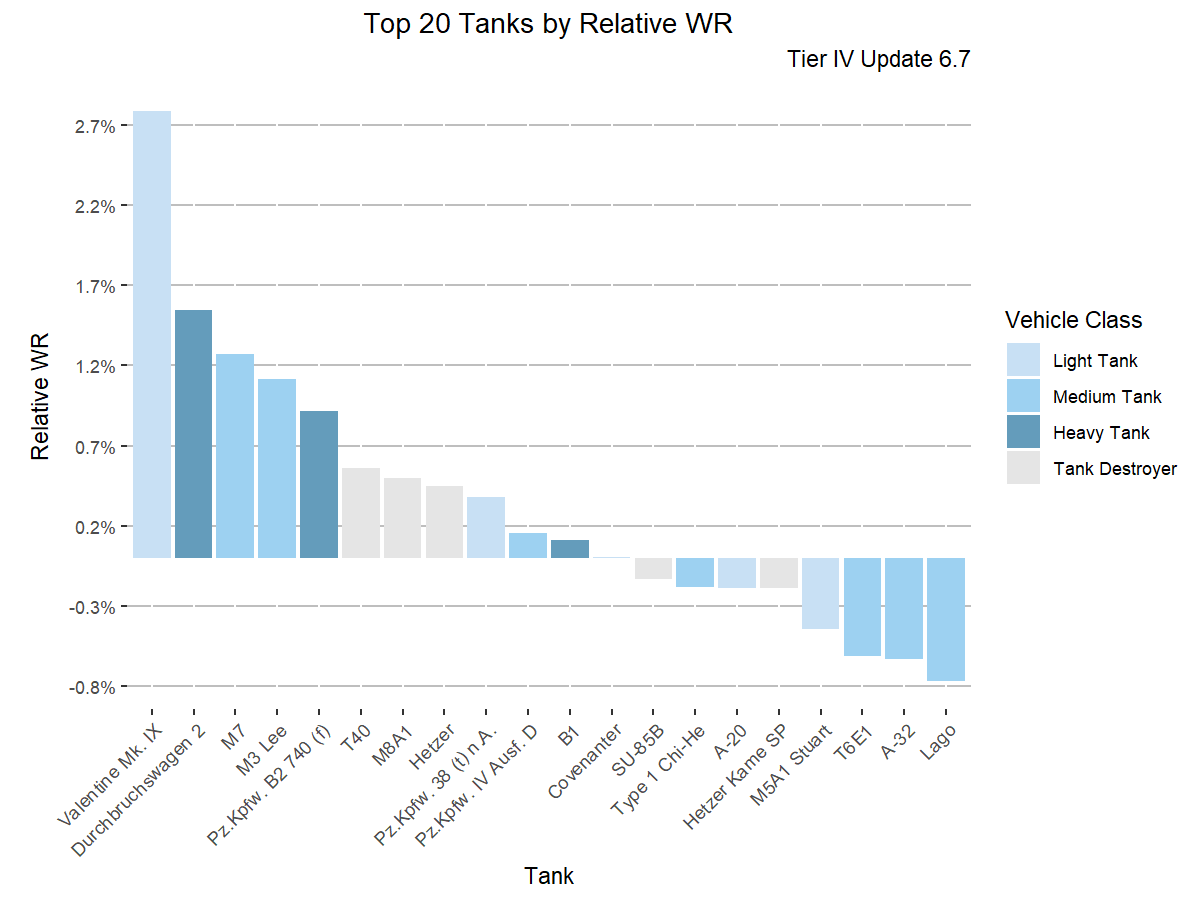 Top 20 Tanks by Relative WR
Tier IV Update 6.7
2.7%
2.2%
1.7%
1.2%
0.7%
0.2%
-0.3%
-0.8%
Relative WR
Valentine Mk. IX
Durchbruchswagen 2
M7
M3 Lee
Pz.Kpfw. B2 740 (f)
T40
M8A1
Hetzer
Pz.Kpfw. 38 (t) n A.
Pz.Kpfw. IV Ausf. D
B1
Covenanter
SU-85B
Type 1 Chi-He
A-20
Hetzer Kame SP
M5A1 Stuart
T6E1
A-32
Lago
Tank
Vehicle Class
Light Tank
Medium Tank
Heavy Tank
Tank Destroyer